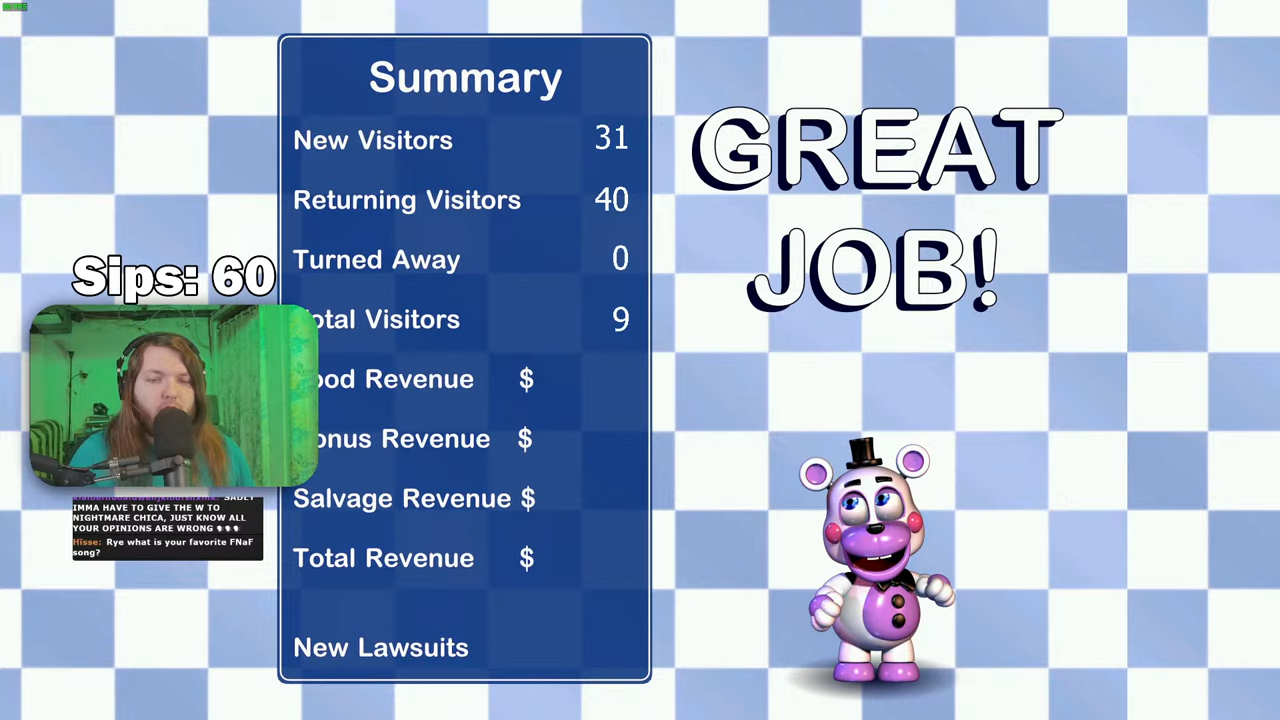 Summary
New Visitors 31
Returning Visitors 40
Turned Away 0
otal Visitors 9
ood Revenue $
onus Revenue $
Salvage Revenue $
Total Revenue $
New Lawsuits
GREAT
JOB!
Sips: 60
SADLY
IMMA HAVE TO GIVE THE W TO
NIGHTMARE CHICA, JUST KNOW ALL
YOUR OPINIONS ARE WRONG
Hisse: Rye what is your favorite FNaF
song?